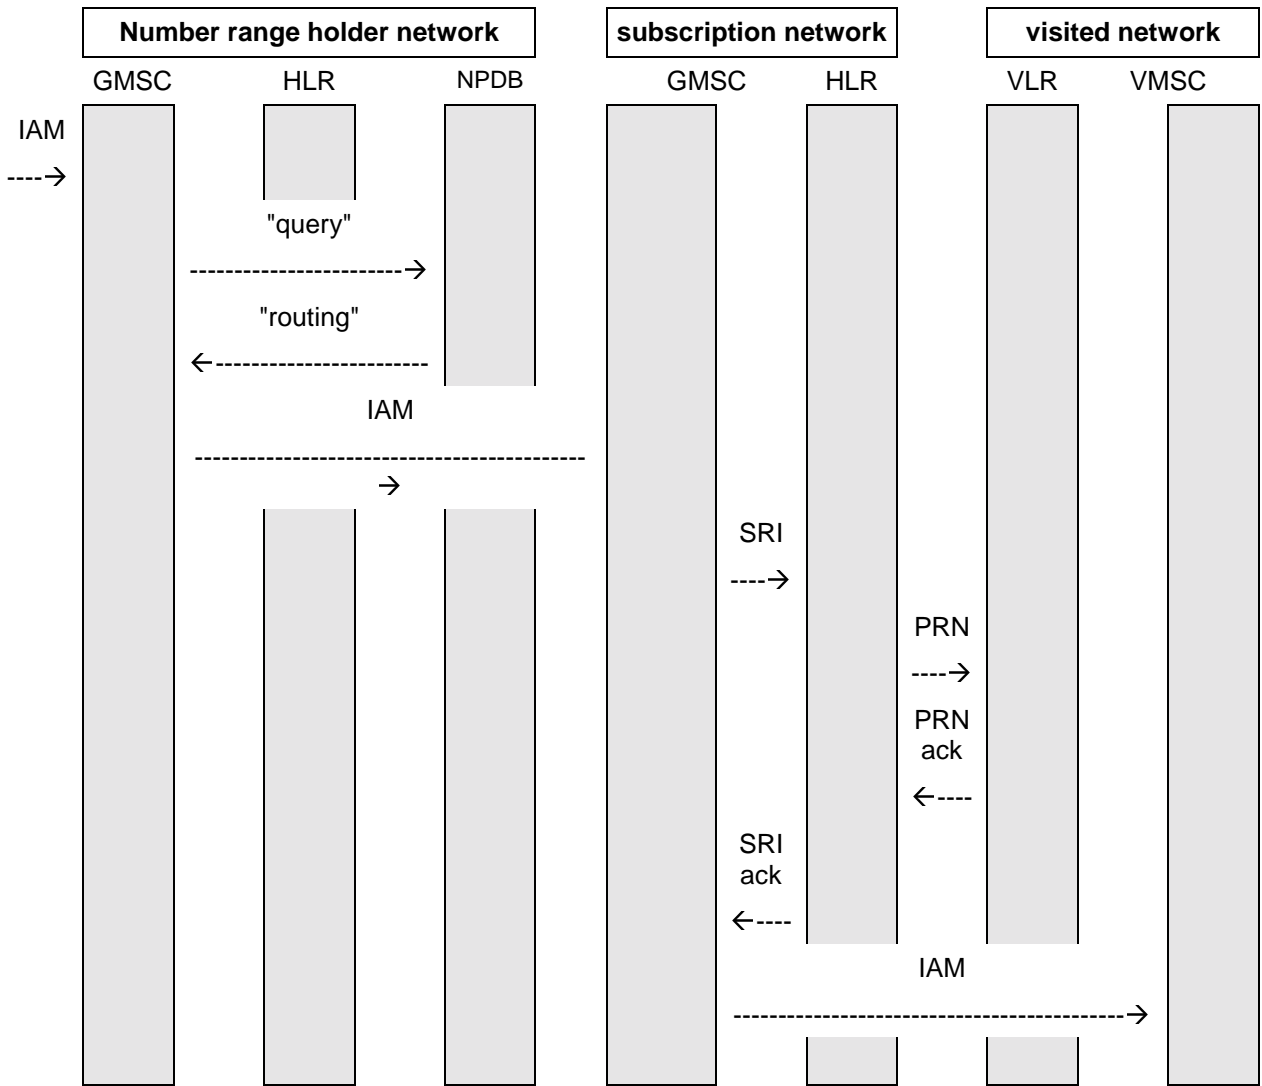 Number range holder network subscription network visited network
GMSC HLR NPDB GMSC HLR VLR VMSC
IAM
---->
"query"
------------------------>
"routing"
<------------------------
IAM
--------------------------------------------
>
SRI
---->
PRN
---->
PRN
ack
<----
SRI
ack
<----
IAM
-------------------------------------------->